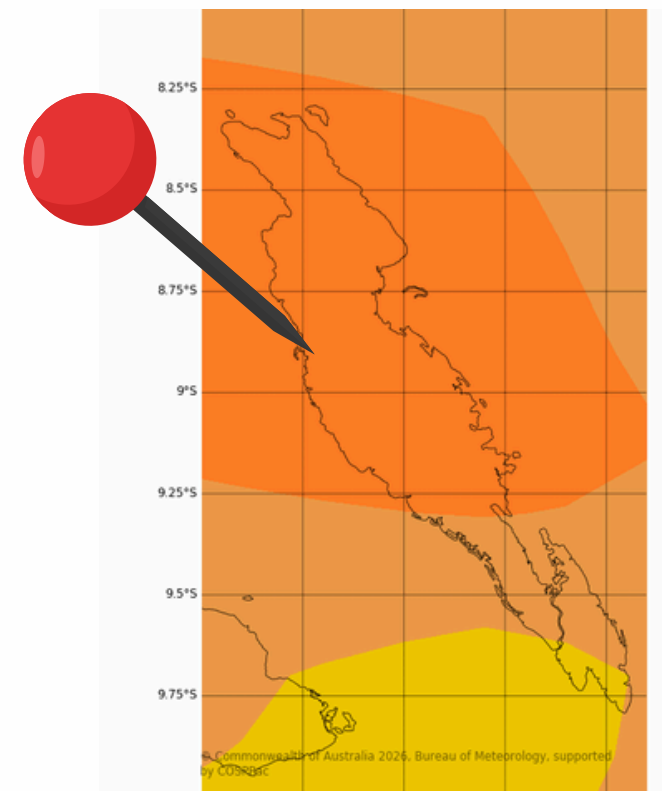 8.25°S
8.5°S
8.75°S
9°S
9.25°S
9.5°S
9.75°S
© Commonwealth of Australia 2026, Bureau of Meteorology, supported
by COSPPac